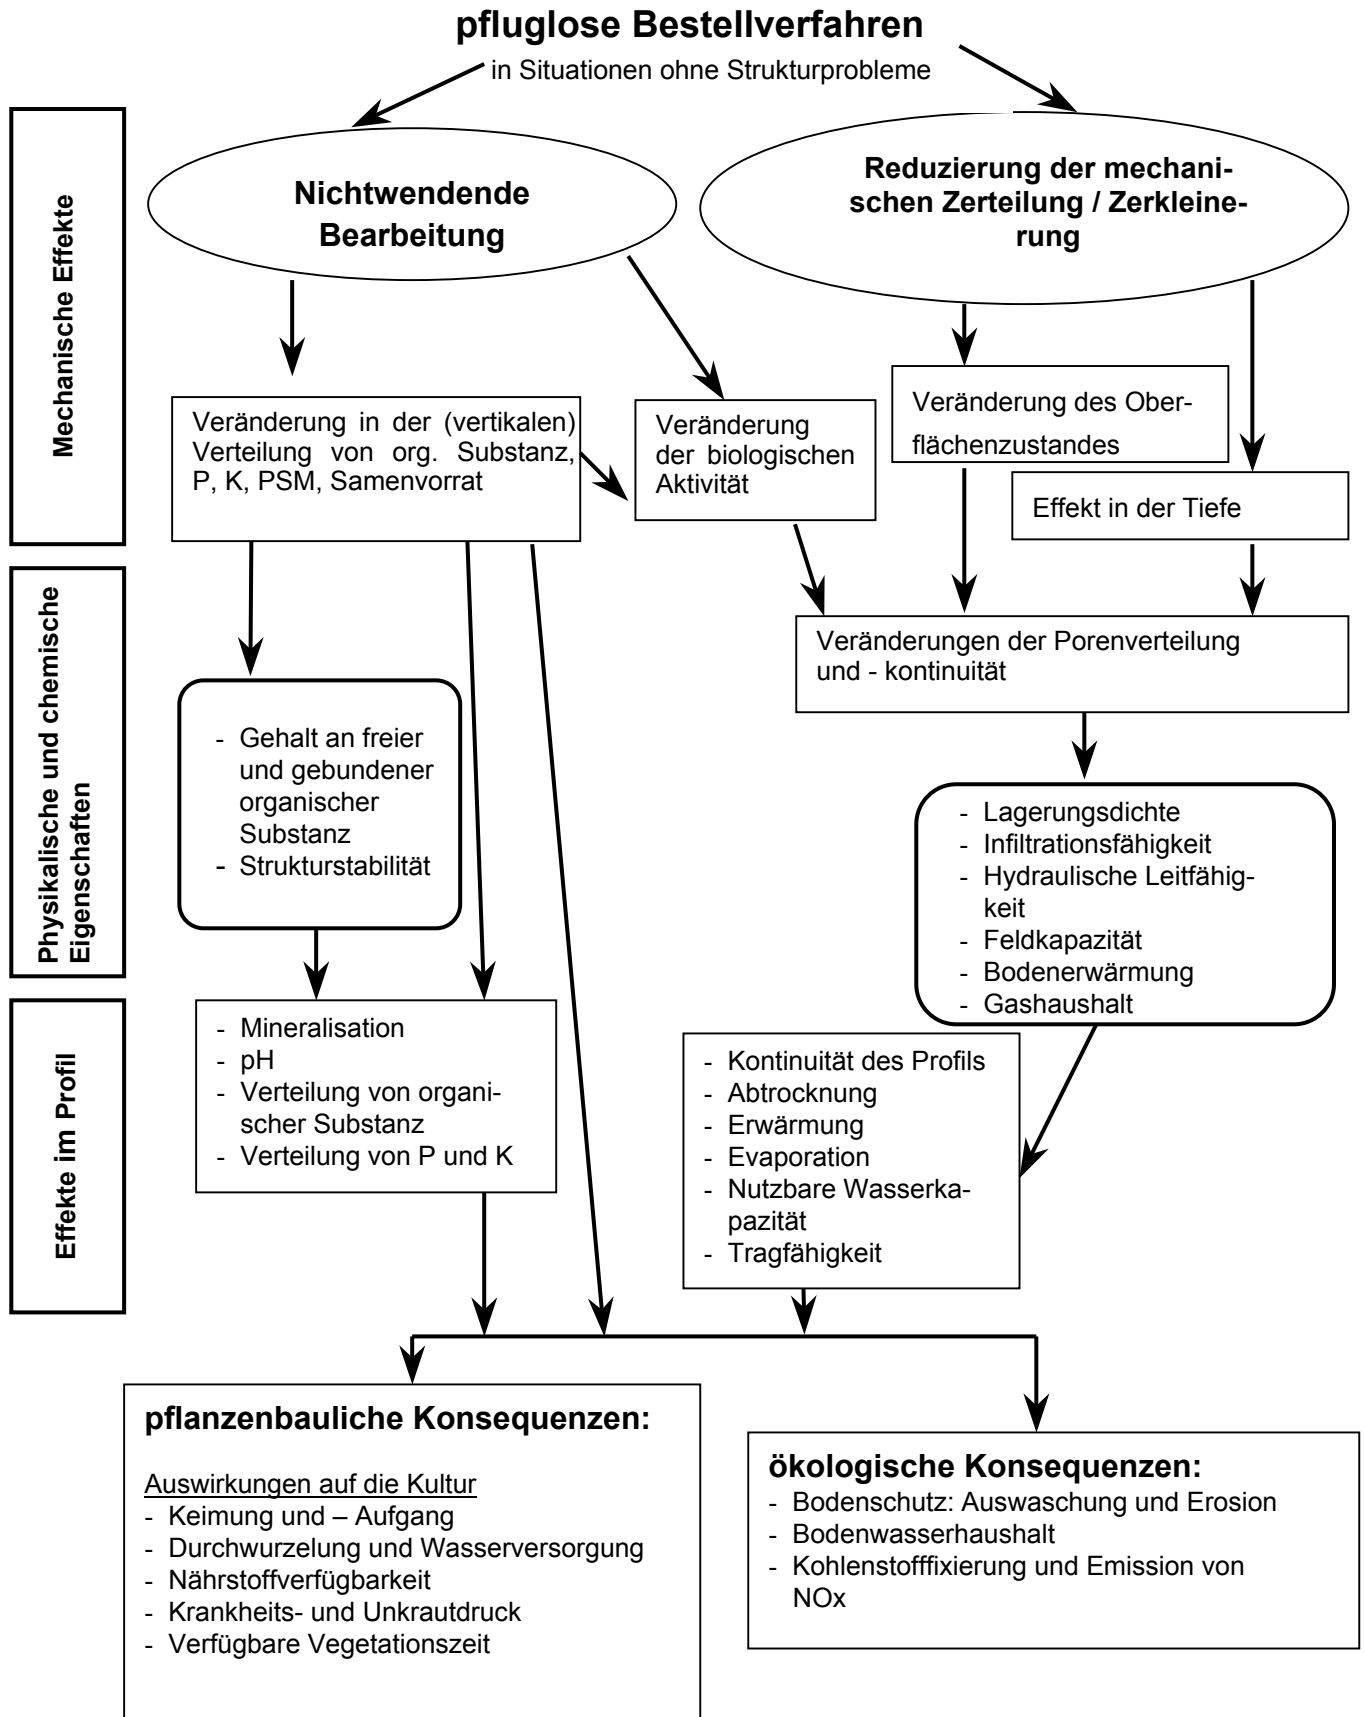 pfluglose Bestellverfahren
in Situationen ohne Strukturprobleme
Mechanische Effekte
Nichtwendende
Bearbeitung
Reduzierung der mechani-
schen Zerteilung / Zerkleine-
rung
Veränderung in der (vertikalen)
Verteilung von org. Substanz,
P, K, PSM, Samenvorrat
Veränderung
der biologischen
Aktivität
Veränderung des Ober-
flächenzustandes
Effekt in der Tiefe
Physikalische und chemische
Eigenschaften
Veränderungen der Porenverteilung
und - kontinuität
- Gehalt an freier
und gebundener
organischer
Substanz
- Strukturstabilität
- Lagerungsdichte
- Infiltrationsfähigkeit
- Hydraulische Leitfähig-
keit
- Feldkapazität
- Bodenerwärmung
- Gashaushalt
Effekte im Profil
- Mineralisation
- pH
- Verteilung von organi-
scher Substanz
- Verteilung von P und K
- Kontinuität des Profils
- Abtrocknung
- Erwärmung
- Evaporation
- Nutzbare Wasserka-
pazität
- Tragfähigkeit
pflanzenbauliche Konsequenzen:
Auswirkungen auf die Kultur
- Keimung und – Aufgang
- Durchwurzelung und Wasserversorgung
- Nährstoffverfügbarkeit
- Krankheits- und Unkrautdruck
- Verfügbare Vegetationszeit
ökologische Konsequenzen:
- Bodenschutz: Auswaschung und Erosion
- Bodenwasserhaushalt
- Kohlenstofffixierung und Emission von
NOx